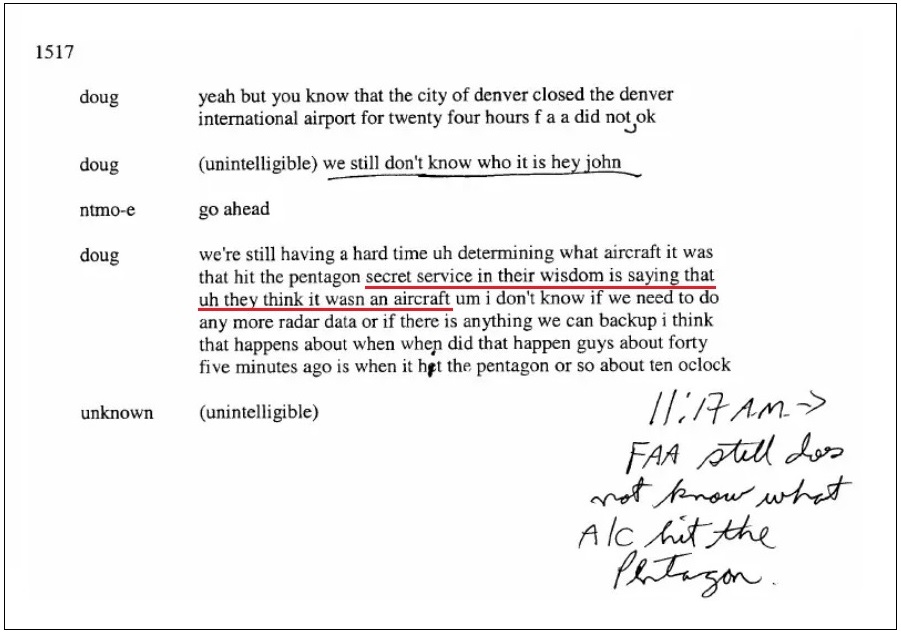 1517
doug yeah but you know that the city of denver closed the denver
international airport for twenty four hours f a a did not ok
doug (unintelligible) we still don't know who it is hey john
ntmo-e go ahead
doug we're still having a hard time uh determining what aircraft it was
that hit the pentagon secret service in their wisdom is saying that
uh they think it wasn an aircraft um i don't know if we need to do
any more radar data or if there is anything we can backup i think
that happens about when when did that happen guys about forty
five minutes ago is when it het the pentagon or so about ten oclock
unknown (unintelligible)
11:17 A.M. →
FAA still does
not know what
A/C hit the
Pentagon.